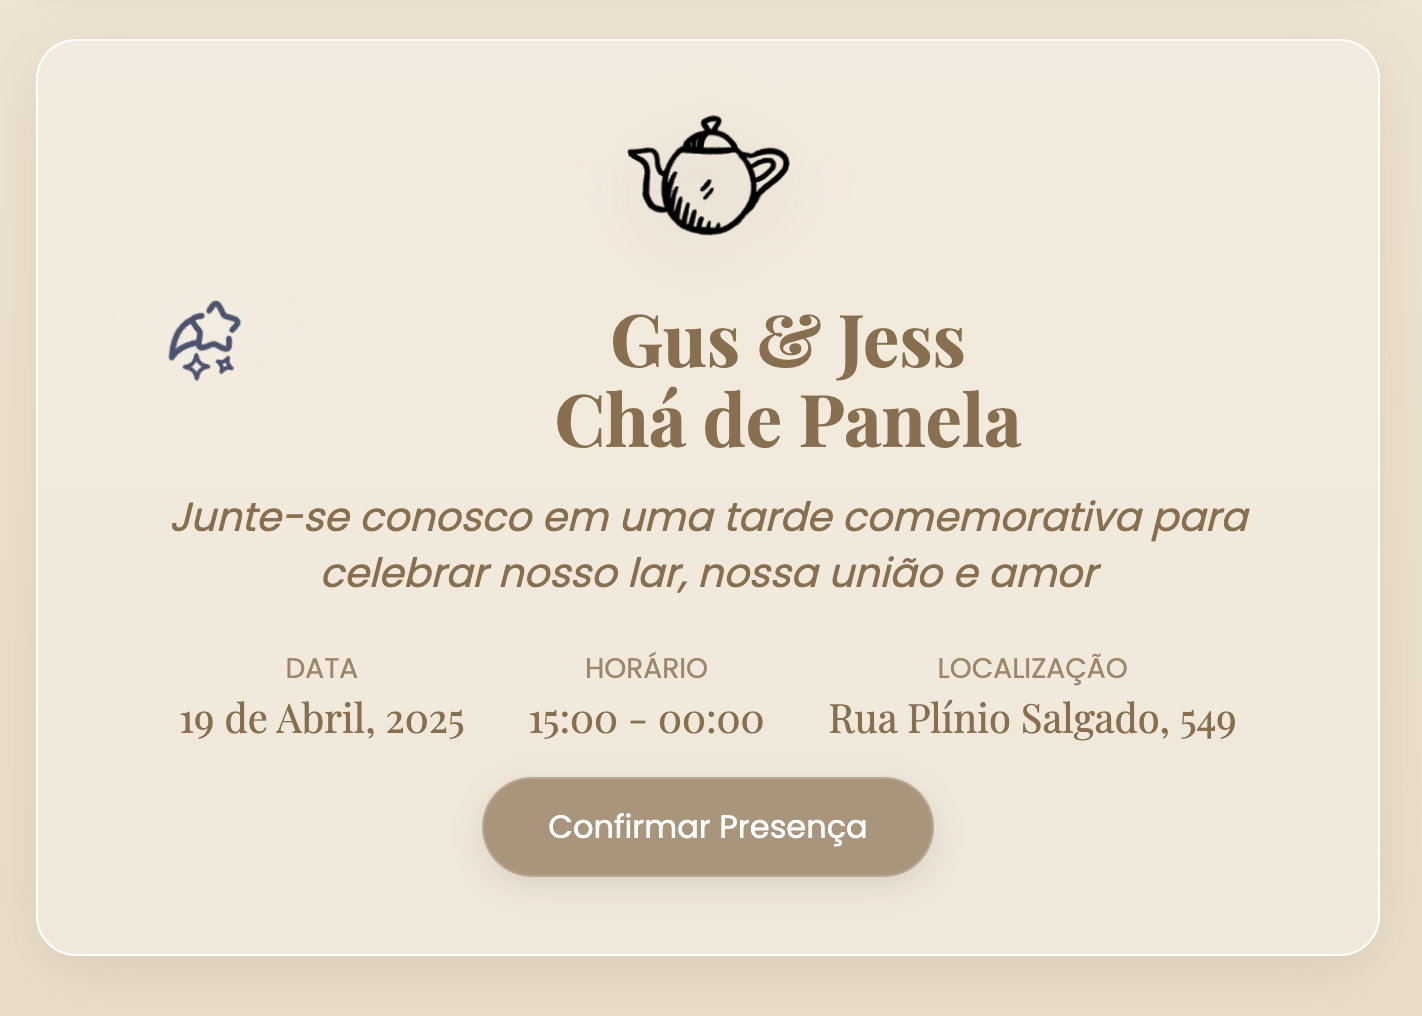 Gus & Jess
Chá de Panela
Junte-se conosco em uma tarde comemorativa para
celebrar nosso lar, nossa união e amor
DATA
19 de Abril, 2025
HORÁRIO
15:00 - 00:00
LOCALIZAÇÃO
Rua Plínio Salgado, 549
Confirmar Presença